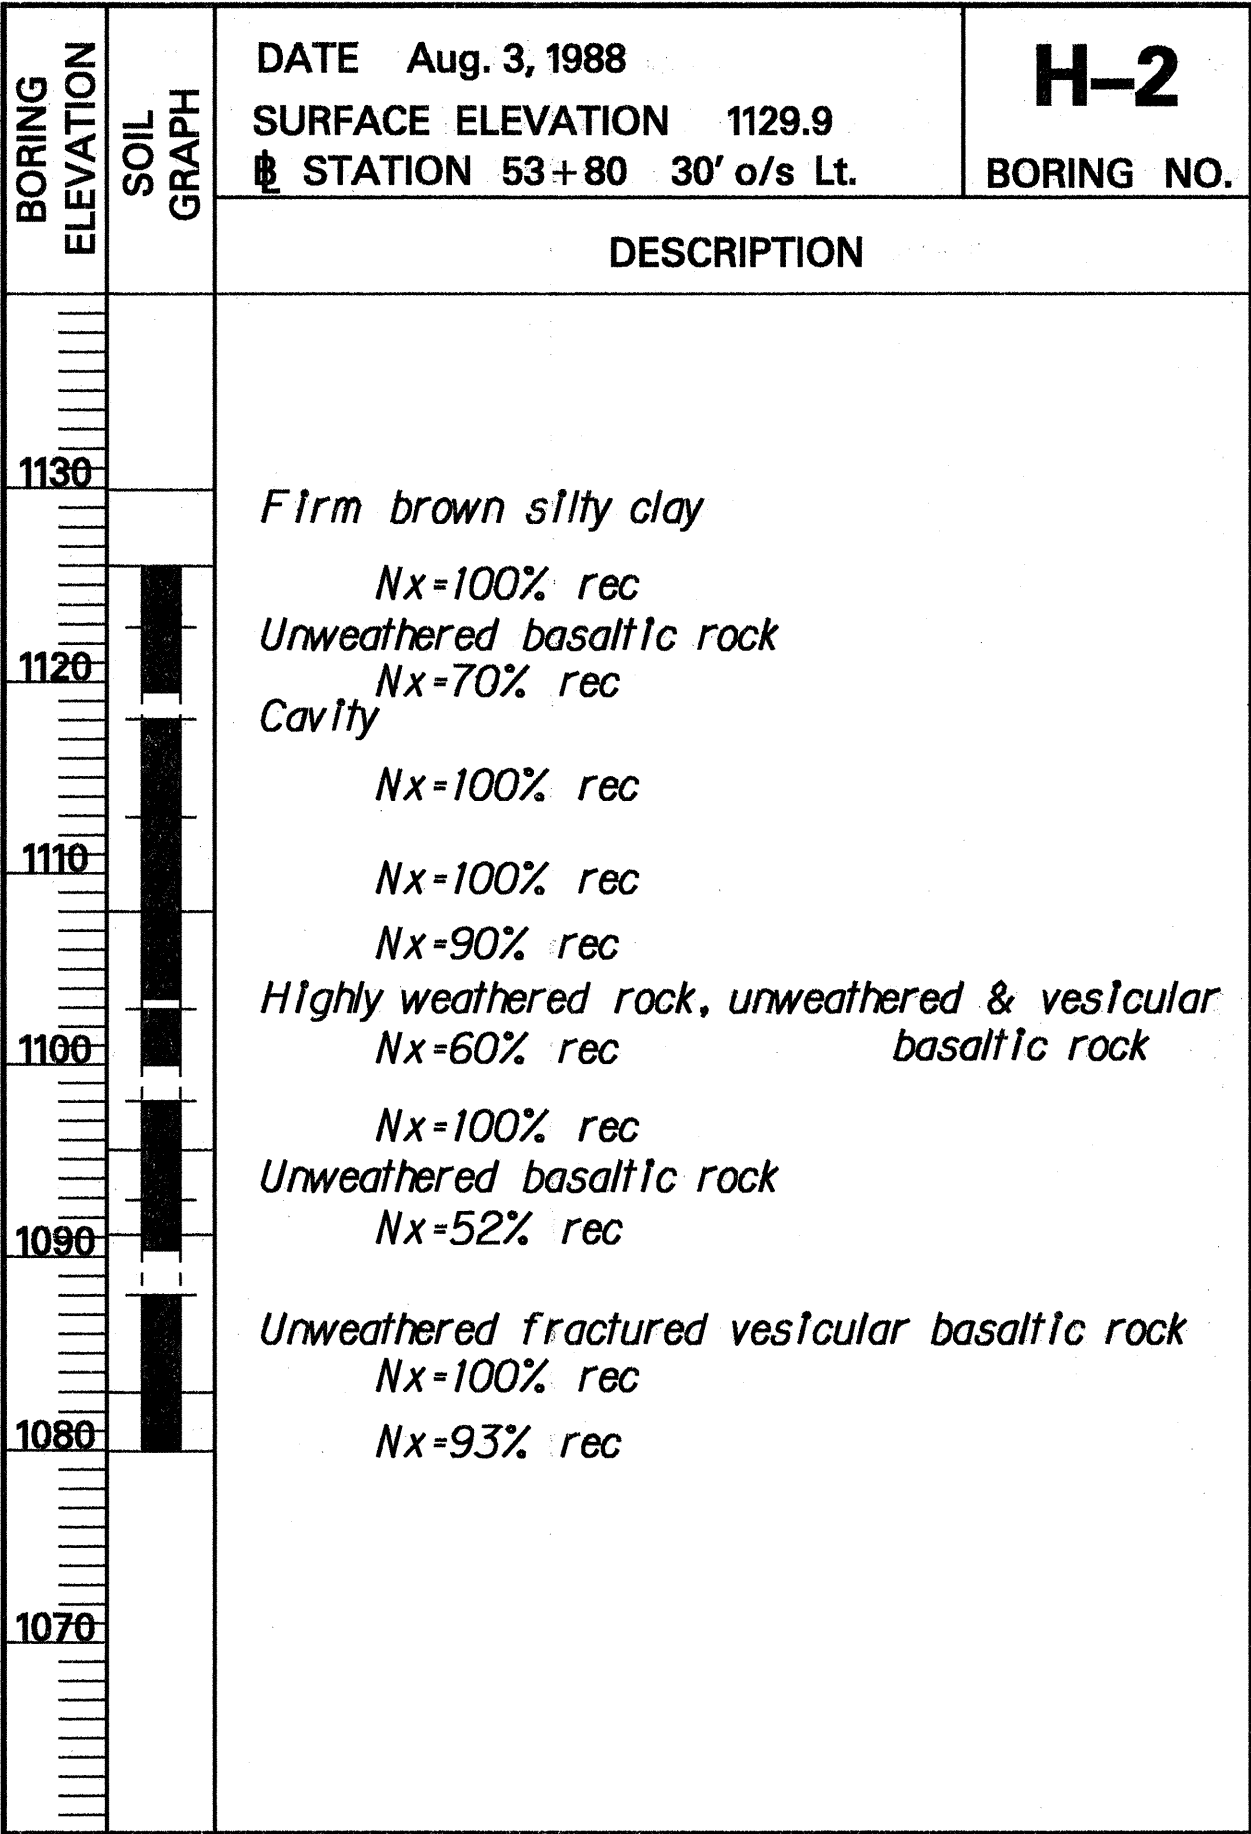 BORING ELEVATION
SOIL GRAPH
DATE Aug. 3, 1988
SURFACE ELEVATION 1129.9
BL STATION 53+80 30' o/s Lt.
H-2
BORING NO.
DESCRIPTION
1130
Firm brown silty clay
Nx=100% rec
Unweathered basaltic rock
1120
Nx=70% rec
Cavity
Nx=100% rec
1110
Nx=100% rec
Nx=90% rec
Highly weathered rock, unweathered & vesicular
1100
Nx=60% rec basaltic rock
Nx=100% rec
Unweathered basaltic rock
1090
Nx=52% rec
Unweathered fractured vesicular basaltic rock
Nx=100% rec
1080
Nx=93% rec
1070